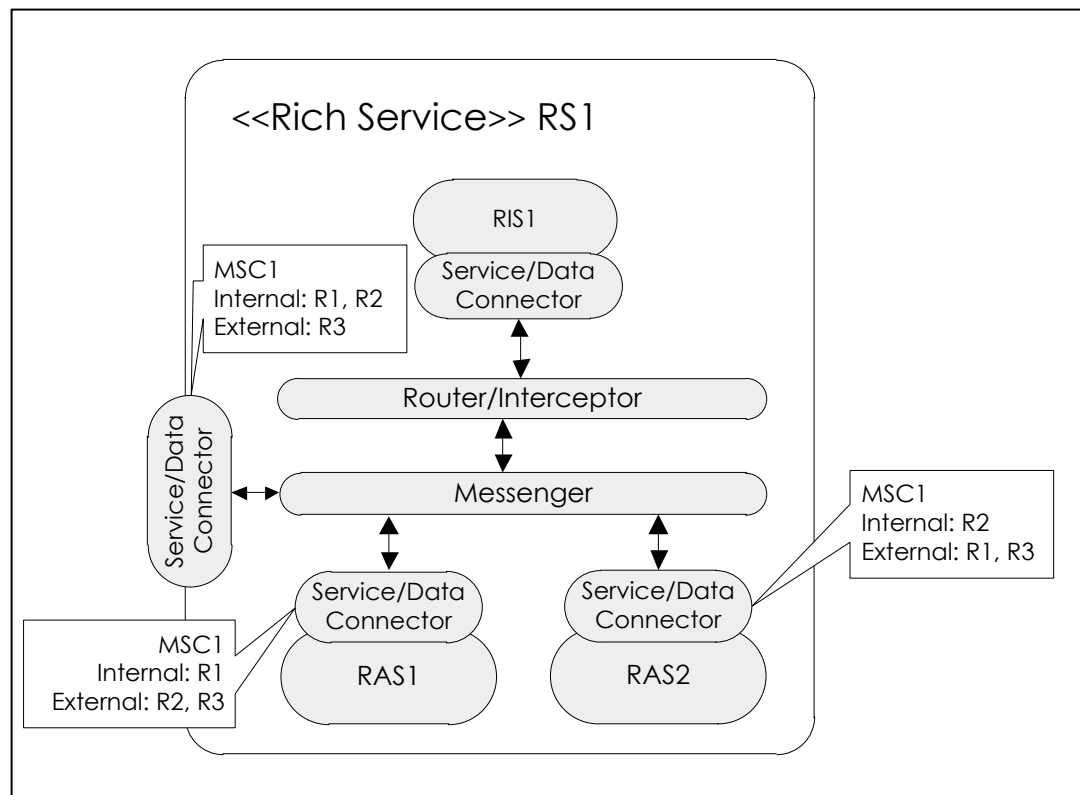 <<Rich Service>> RS1
RIS1
Service/Data
Connector
MSC1
Internal: R1, R2
External: R3
Router/Interceptor
Service/Data
Connector
Messenger
MSC1
Internal: R2
External: R1, R3
Service/Data
Connector
RAS1
Service/Data
Connector
RAS2
MSC1
Internal: R1
External: R2, R3